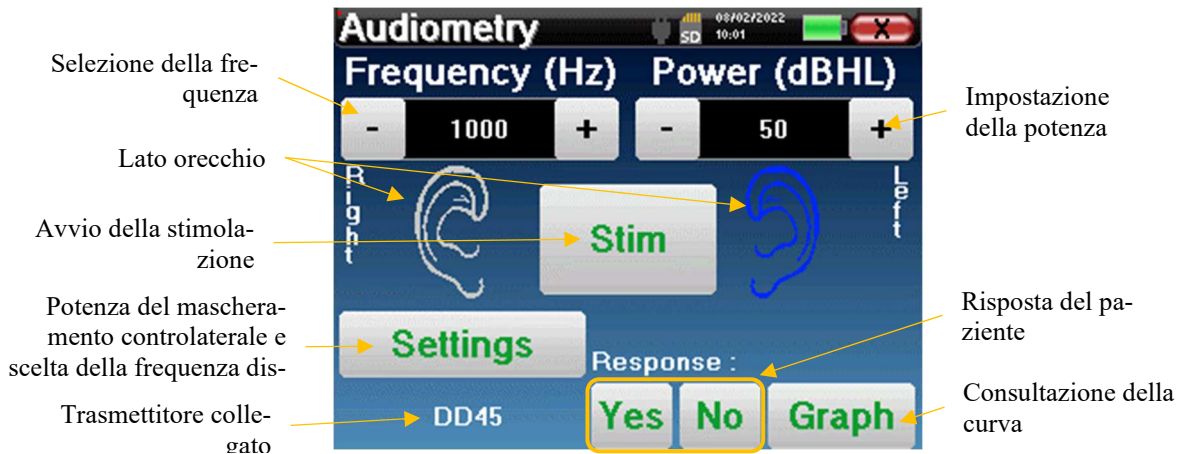 Audiometry
SD
08/02/2022
10:01
X
Frequency (Hz)
Power (dBHL)
-
1000
+
-
50
+
Right
Left
Stim
Settings
Response :
DD45
Yes
No
Graph
Selezione della fre-
quenza
Lato orecchio
Avvio della stimola-
zione
Potenza del maschera-
mento controlaterale e
scelta della frequenza dis-
Trasmettitore colle-
gato
Impostazione
della potenza
Risposta del pa-
ziente
Consultazione della
curva